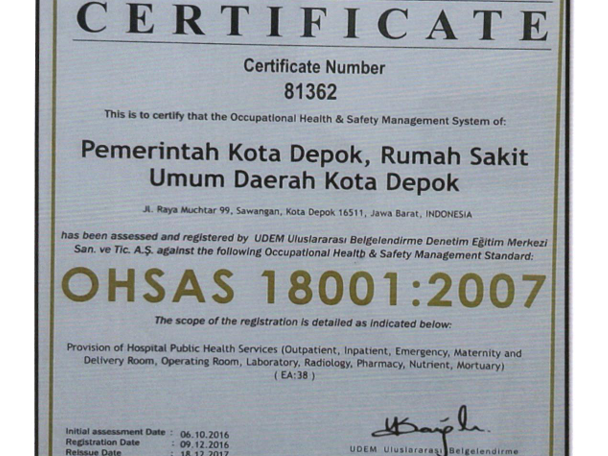 CERTIFICATE
Certificate Number
81362
This is to certify that the Occupational Health & Safety Management System of:
Pemerintah Kota Depok, Rumah Sakit
Umum Daerah Kota Depok
JL. Raya Muchtar 99, Sawangan, Kota Depok 16511, Jawa Barat, INDONESIA
has been assessed and registered by UDEM Uluslararası Belgelendirme Denetim Eğitim Merkezi
San. ve Tic. A.Ş. against the following Occupational Health & Safety Management Standard:
OHSAS 18001:2007
The scope of the registration is detailed as indicated below:
Provision of Hospital Public Health Services (Outpatient, Inpatient, Emergency, Maternity and
Delivery Room, Operating Room, Laboratory, Radiology, Pharmacy, Nutrient, Mortuary)
( EA:38 )
Initial assessment Date : 06.10.2016
Registration Date : 09.12.2016
Reissue Date : 18.12.2017
UDEM Uluslararası Belgelendirme